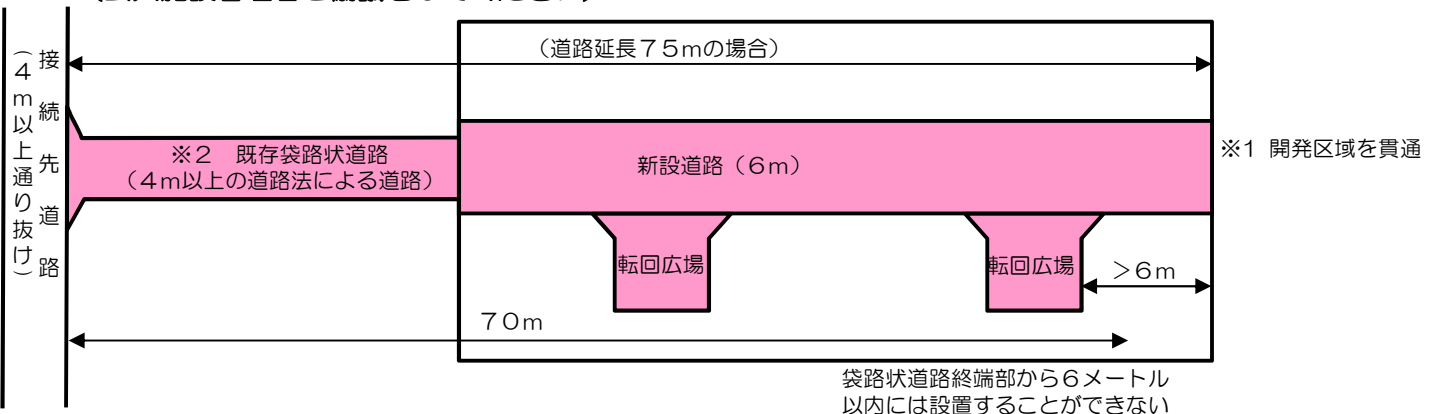 （道路延長７５ｍの場合）
接続先道路
（４ｍ以上通り抜け）
※２　既存袋路状道路
（４ｍ以上の道路法による道路）
新設道路（６ｍ）
※１ 開発区域を貫通
転回広場
転回広場
＞６ｍ
７０ｍ
袋路状道路終端部から６メートル
以内には設置することができない